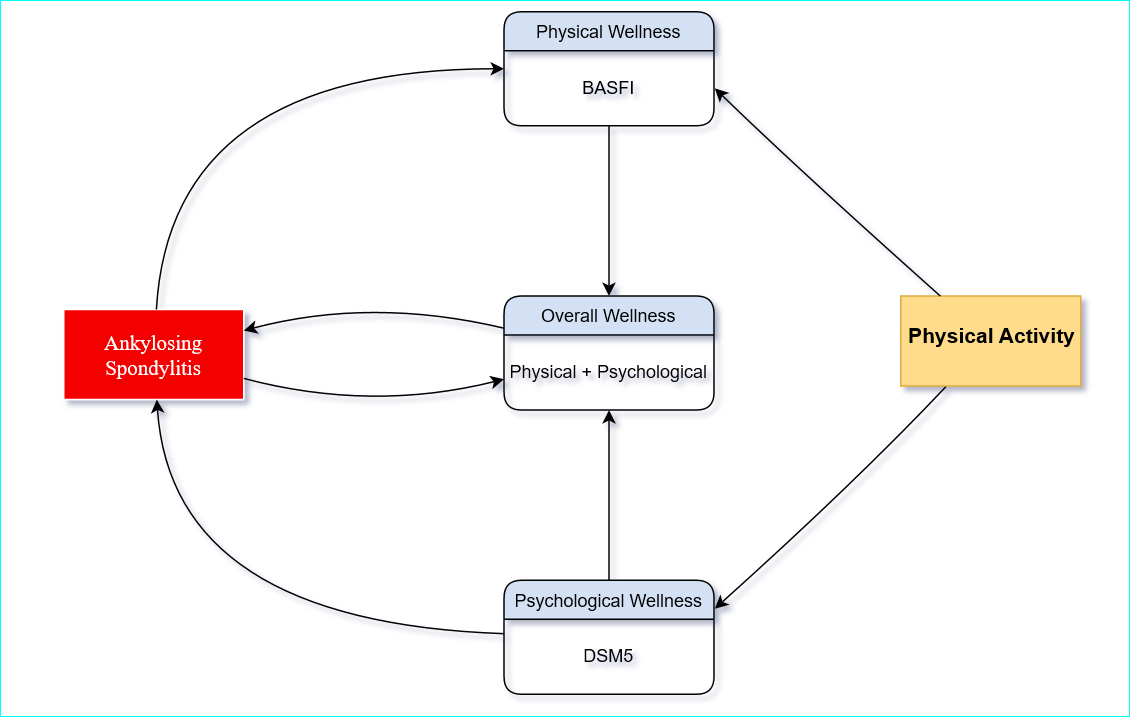 Physical Wellness
BASFI
Ankylosing
Spondylitis
Overall Wellness
Physical + Psychological
Physical Activity
Psychological Wellness
DSM5